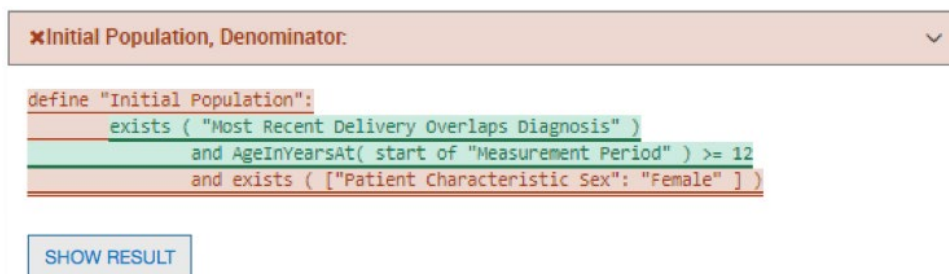 ✖Initial Population, Denominator:
define "Initial Population":
exists ( "Most Recent Delivery Overlaps Diagnosis" )
and AgeInYearsAt( start of "Measurement Period" ) >= 12
and exists ( ["Patient Characteristic Sex": "Female" ] )
SHOW RESULT